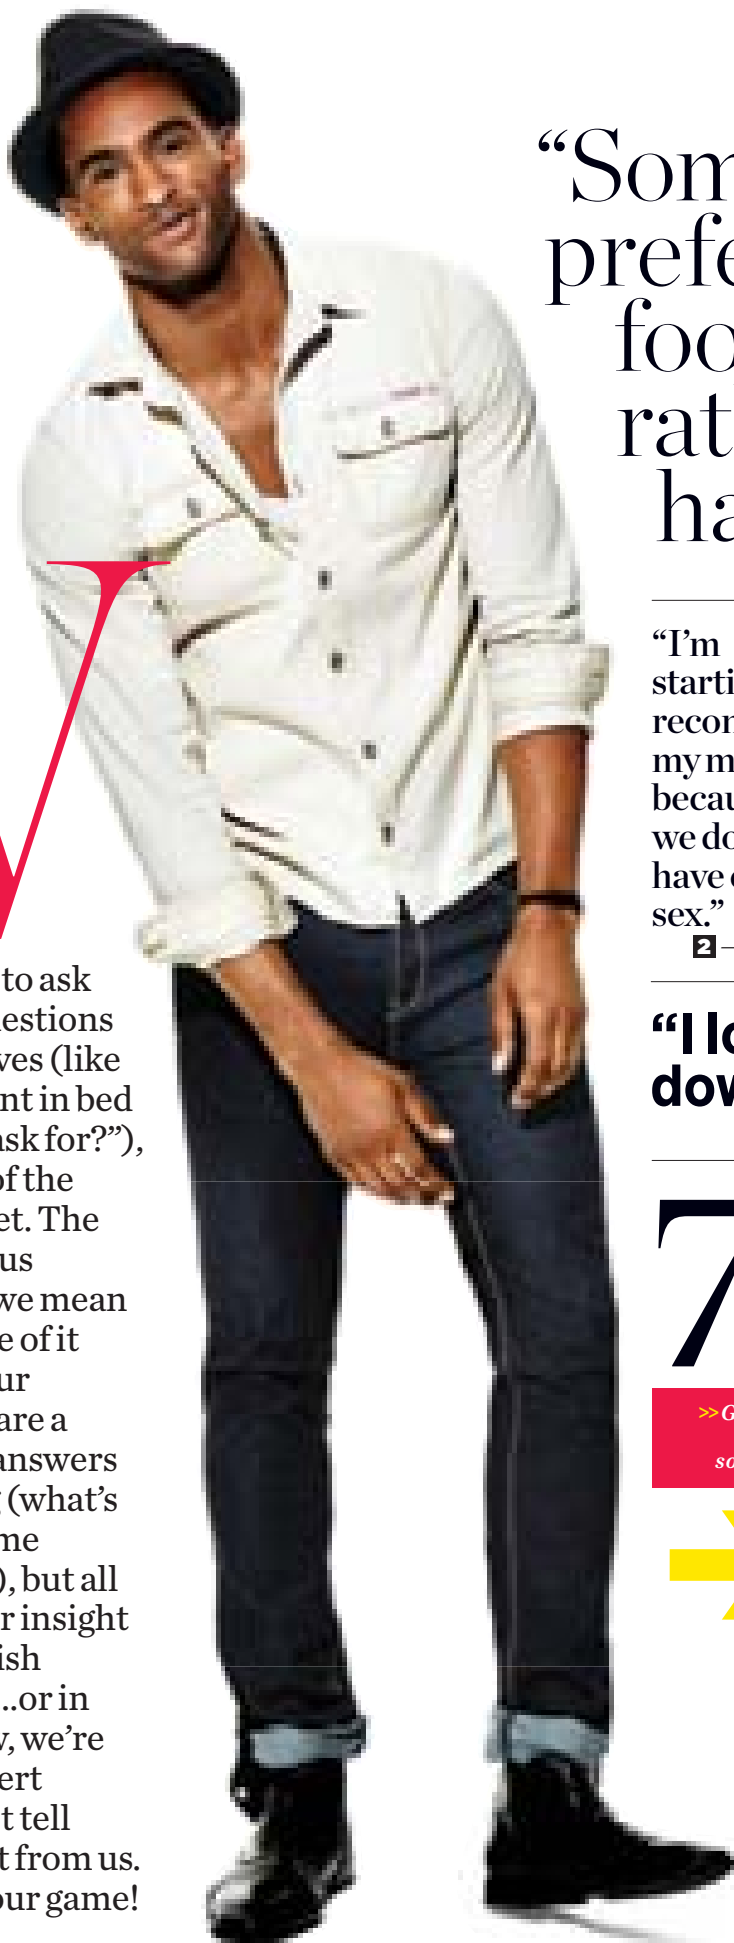 “Som
prefe
foo
rat
ha
“I’m
starti
recon
my m
becau
we do
have
sex.”
2
“I lo
dow
7
>>G
so
to ask
estions
ves (like
nt in bed
ask for?”),
of the
et. The
us
we mean
e of it
ur
are a
answers
(what’s
me
), but all
r insight
ish
...or in
, we’re
ert
t tell
t from us.
our game!